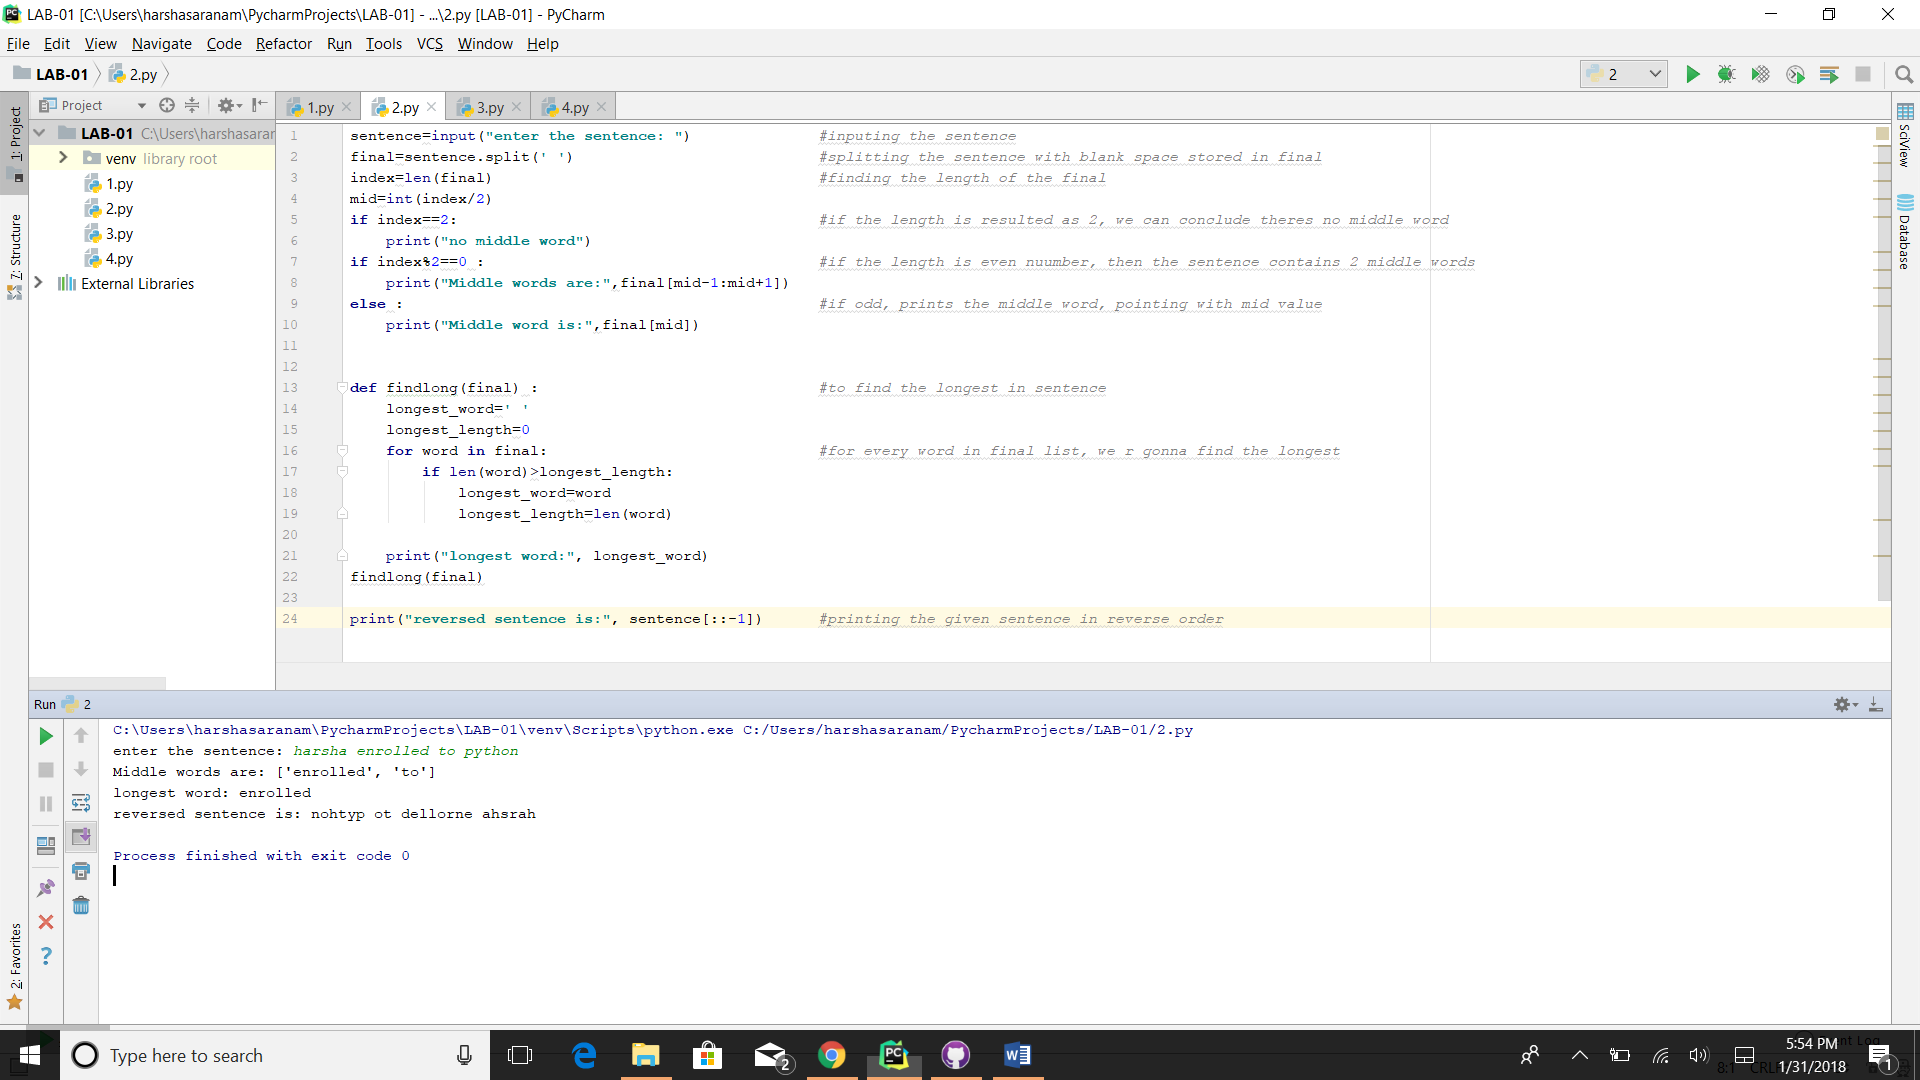 LAB-01 [C:\Users\harshasaranam\PycharmProjects\LAB-01] - ...\2.py [LAB-01] - PyCharm
File Edit View Navigate Code Refactor Run Tools VCS Window Help
LAB-01 2.py 2
1: Project
7: Structure
2: Favorites
Project
LAB-01 C:\Users\harshasaran
venv library root
1.py
2.py
3.py
4.py
External Libraries
1.py 2.py 3.py 4.py
1 sentence=input("enter the sentence: ") #inputing the sentence
2 final=sentence.split(' ') #splitting the sentence with blank space stored in final
3 index=len(final) #finding the length of the final
4 mid=int(index/2)
5 if index==2: #if the length is resulted as 2, we can conclude theres no middle word
6 print("no middle word")
7 if index%2==0 : #if the length is even nuumber, then the sentence contains 2 middle words
8 print("Middle words are:",final[mid-1:mid+1])
9 else : #if odd, prints the middle word, pointing with mid value
10 print("Middle word is:",final[mid])
11
12
13 def findlong(final) : #to find the longest in sentence
14 longest_word=' '
15 longest_length=0
16 for word in final: #for every word in final list, we r gonna find the longest
17 if len(word)>longest_length:
18 longest_word=word
19 longest_length=len(word)
20
21 print("longest word:", longest_word)
22 findlong(final)
23
24 print("reversed sentence is:", sentence[::-1]) #printing the given sentence in reverse order
SciView
Database
Run 2
C:\Users\harshasaranam\PycharmProjects\LAB-01\venv\Scripts\python.exe C:/Users/harshasaranam/PycharmProjects/LAB-01/2.py
enter the sentence: harsha enrolled to python
Middle words are: ['enrolled', 'to']
longest word: enrolled
reversed sentence is: nohtyp ot dellorne ahsrah
Process finished with exit code 0
Type here to search
2
5:54 PM
1/31/2018
1
8:1